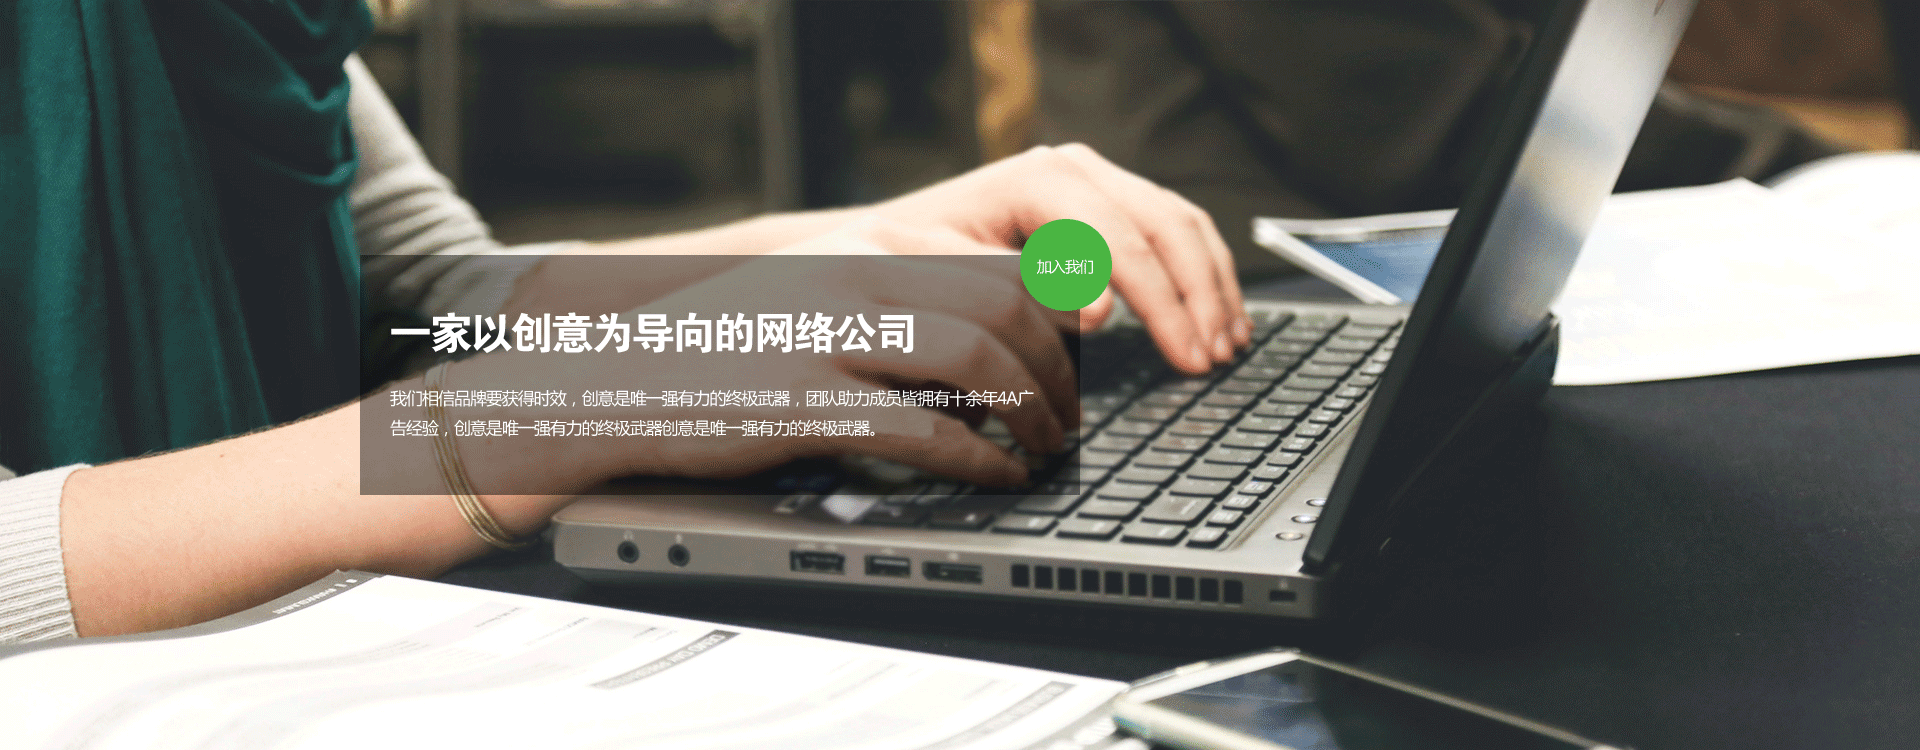 加入我们
一家以创意为导向的网络公司
我们相信品牌要获得时效，创意是唯一强有力的终极武器，团队助力成员皆拥有十余年4A广
告经验，创意是唯一强有力的终极武器创意是唯一强有力的终极武器。